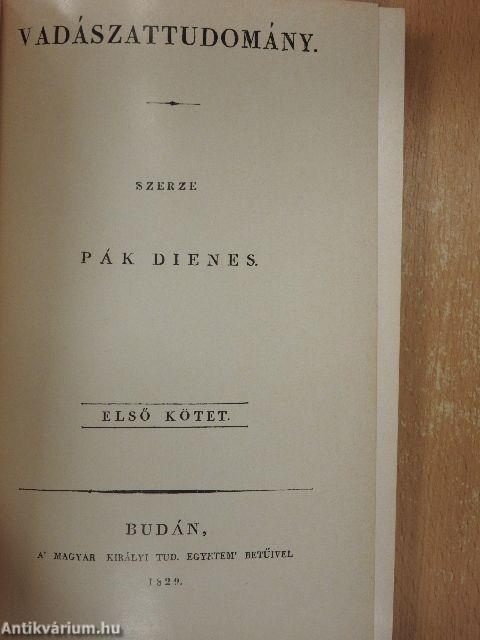 VADÁSZATTUDOMÁNY.
SZERZE
PÁK DIENES.
ELSŐ KÖTET.
BUDÁN,
A' MAGYAR KIRÁLYI TUD. EGYETEM' BETŰIVEL
1829.
Antikvárium.hu